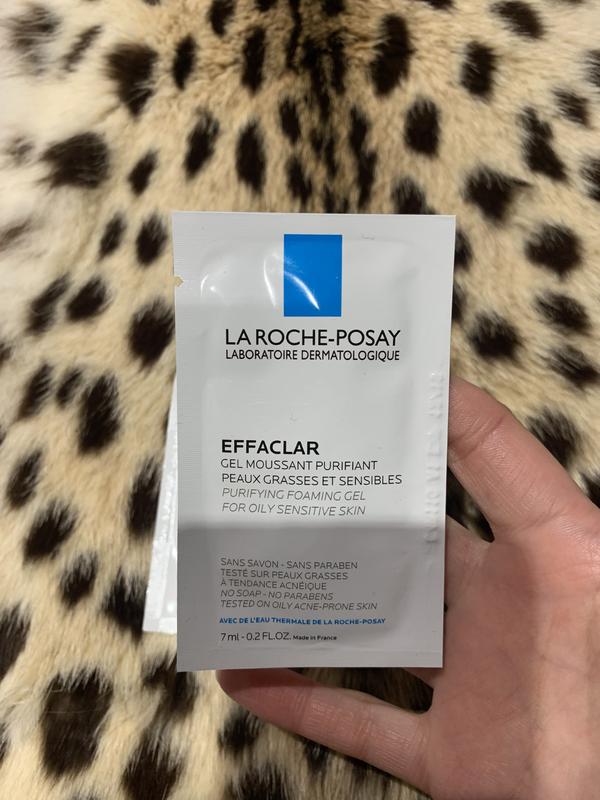 LA ROCHE-POSAY
LABORATOIRE DERMATOLOGIQUE
EFFACLAR
GEL MOUSSANT PURIFIANT
PEAUX GRASSES ET SENSIBLES
PURIFYING FOAMING GEL
FOR OILY SENSITIVE SKIN
SANS SAVON - SANS PARABEN
TESTÉ SUR PEAUX GRASSES
À TENDANCE ACNÉIQUE
NO SOAP - NO PARABENS
TESTED ON OILY ACNE-PRONE SKIN
AVEC DE L'EAU THERMALE DE LA ROCHE-POSAY
7 ml - 0.2 FL.OZ. Made in France